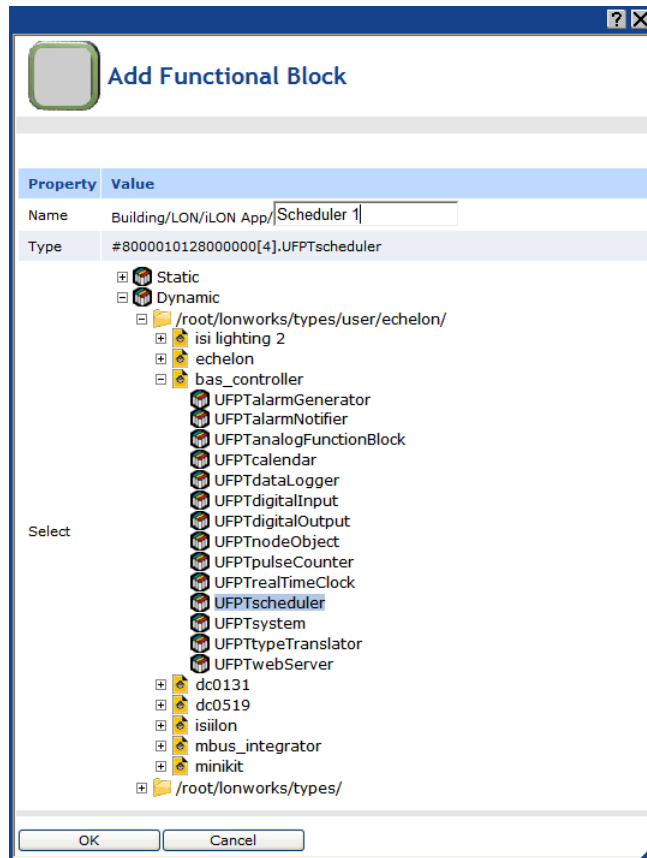 ? X
Add Functional Block
Property Value
Name Building/LON/iLON App/Scheduler 1
Type #8000010128000000[4].UFPTscheduler
Static
Dynamic
/root/lonworks/types/user/echelon/
isi lighting 2
echelon
bas_controller
UFPTalarmGenerator
UFPTalarmNotifier
UFPTanalogFunctionBlock
UFPTcalendar
UFPTdataLogger
UFPTdigitalInput
UFPTdigitalOutput
Select
UFPTnodeObject
UFPTpulseCounter
UFPTrealTimeClock
UFPTscheduler
UFPTsystem
UFPTtypeTranslator
UFPTwebServer
dc0131
dc0519
isiilon
mbus_integrator
minikit
/root/lonworks/types/
OK Cancel